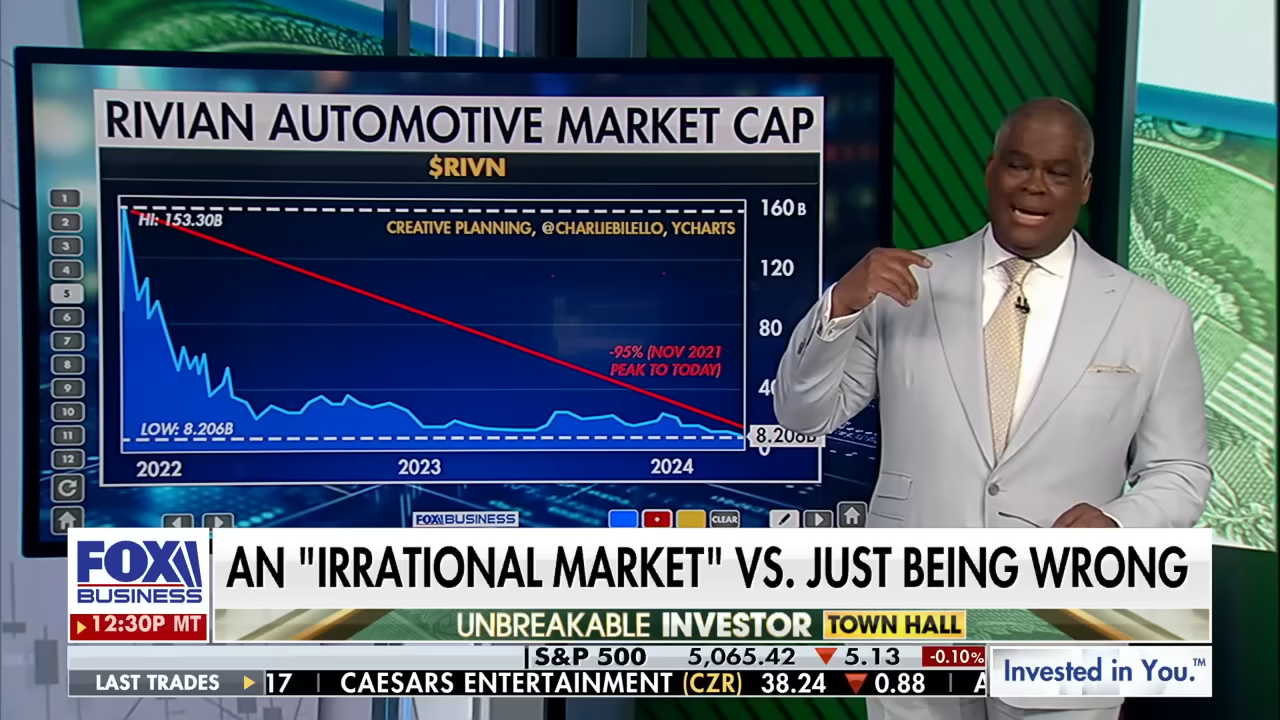 RIVIAN AUTOMOTIVE MARKET CAP
$RIVN
1
2
3
4
5
6
7
8
9
10
11
12
HI: 153.30B
CREATIVE PLANNING, @CHARLIEBILELLO, YCHARTS
160 B
120
80
-95% (NOV 2021
PEAK TO TODAY)
LOW: 8.206B
8.206B
0
2022
2023
2024
FOX BUSINESS
CLEAR
FOX
BUSINESS
12:30P MT
AN "IRRATIONAL MARKET" VS. JUST BEING WRONG
UNBREAKABLE INVESTOR TOWN HALL
S&P 500 5,065.42 5.13 -0.10%
LAST TRADES 17 CAESARS ENTERTAINMENT (CZR) 38.24 0.88
Invested in You.™